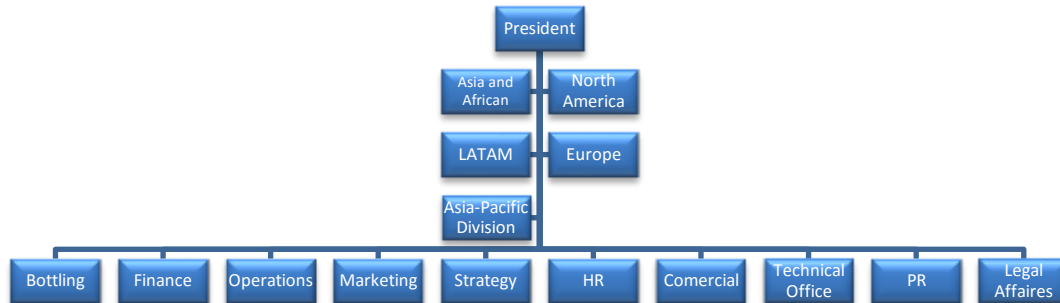 President
Asia and
African
North
America
LATAM
Europe
Asia-Pacific
Division
Bottling
Finance
Operations
Marketing
Strategy
HR
Comercial
Technical
Office
PR
Legal
Affaires